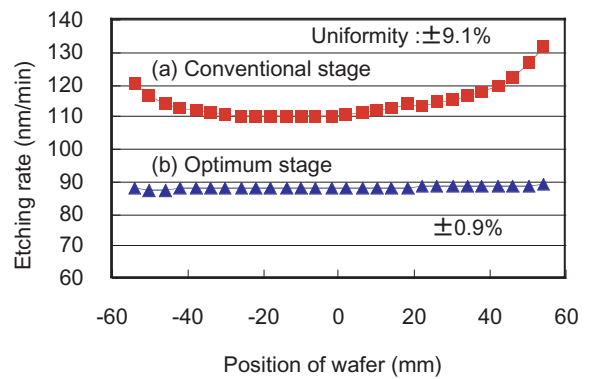 140
130
120
110
100
90
80
70
60
Etching rate (nm/min)
Uniformity :±9.1%
(a) Conventional stage
(b) Optimum stage
±0.9%
-60 -40 -20 0 20 40 60
Position of wafer (mm)